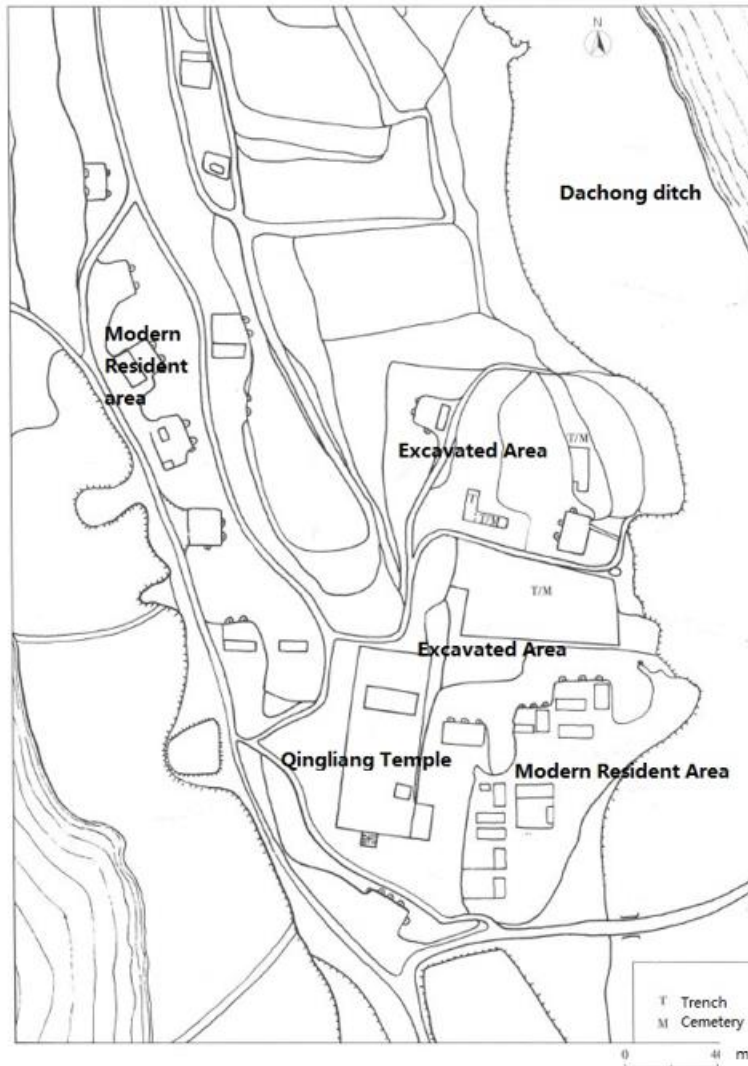 N
Dachong ditch
Modern
Resident
area
Excavated Area
T/M
T
T/M
T/M
Excavated Area
Qingliang Temple
Modern Resident Area
T Trench
M Cemetery
0 m